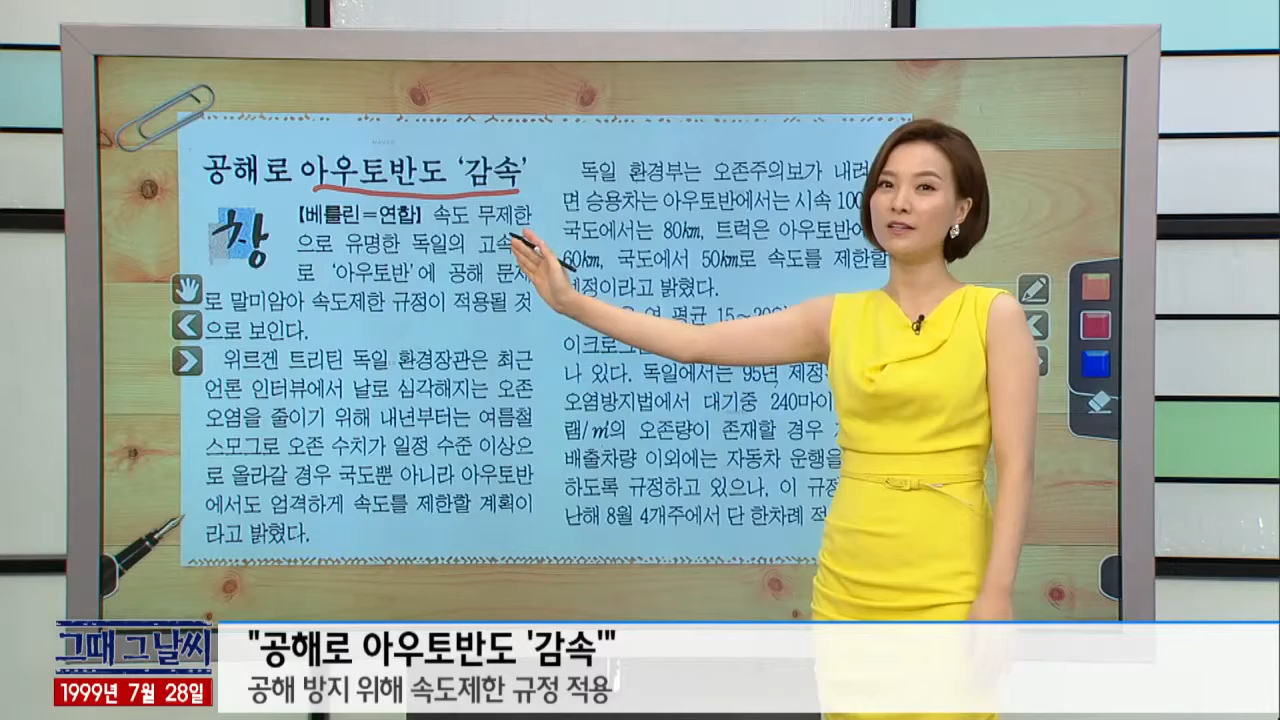 공해로 아우토반도 '감속'
창
[베를린=연합] 속도 무제한
으로 유명한 독일의 고속
로 '아우토반'에 공해 문제
로 말미암아 속도제한 규정이 적용될 것
으로 보인다.
위르겐 트리틴 독일 환경장관은 최근
언론 인터뷰에서 날로 심각해지는 오존
오염을 줄이기 위해 내년부터는 여름철
스모그로 오존 수치가 일정 수준 이상으
로 올라갈 경우 국도뿐 아니라 아우토반
에서도 엄격하게 속도를 제한할 계획이
라고 밝혔다.
독일 환경부는 오존주의보가 내려
면 승용차는 아우토반에서는 시속 100
국도에서는 80km, 트럭은 아우토반에
60km, 국도에서 50km로 속도를 제한할
예정이라고 밝혔다.
평균 15~20
이크로그
나 있다. 독일에서는 95년 제정
오염방지법에서 대기중 240마이
램/㎥의 오존량이 존재할 경우
배출차량 이외에는 자동차 운행을
하도록 규정하고 있으나, 이 규정
난해 8월 4개주에서 단 한차례 적
그때 그날씨
1999년 7월 28일
"공해로 아우토반도 '감속'"
공해 방지 위해 속도제한 규정 적용